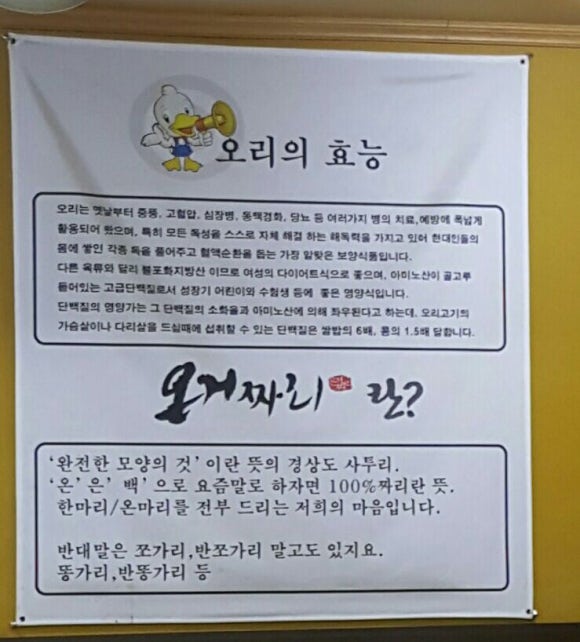 오리의 효능
오리는 옛날부터 중풍, 고혈압, 심장병, 동맥경화, 당뇨 등 여러가지 병의 치료,예방에 폭넓게
활용되어 왔으며, 특히 모든 독성을 스스로 자체 해결 하는 해독력을 가지고 있어 현대인들의
몸에 쌓인 각종 독을 풀어주고 혈액순환을 돕는 가장 알맞은 보양식품입니다.
다른 육류와 달리 불포화지방산 이므로 여성의 다이어트식으로 좋으며, 아미노산이 골고루
들어있는 고급단백질로서 성장기 어린이와 수험생 등에 좋은 영양식입니다.
단백질의 영양가는 그 단백질의 소화율과 아미노산에 의해 좌우된다고 하는데, 오리고기의
가슴살이나 다리살을 드실때에 섭취할 수 있는 단백질은 쌀밥의 6배, 콩의 1.5배 달합니다.
온거짜리 란?
'완전한 모양의 것' 이란 뜻의 경상도 사투리.
'온' 은' 백' 으로 요즘말로 하자면 100%짜리란 뜻.
한마리/온마리를 전부 드리는 저희의 마음입니다.
반대말은 쪼가리,반쪼가리 말고도 있지요.
똥가리,반똥가리 등